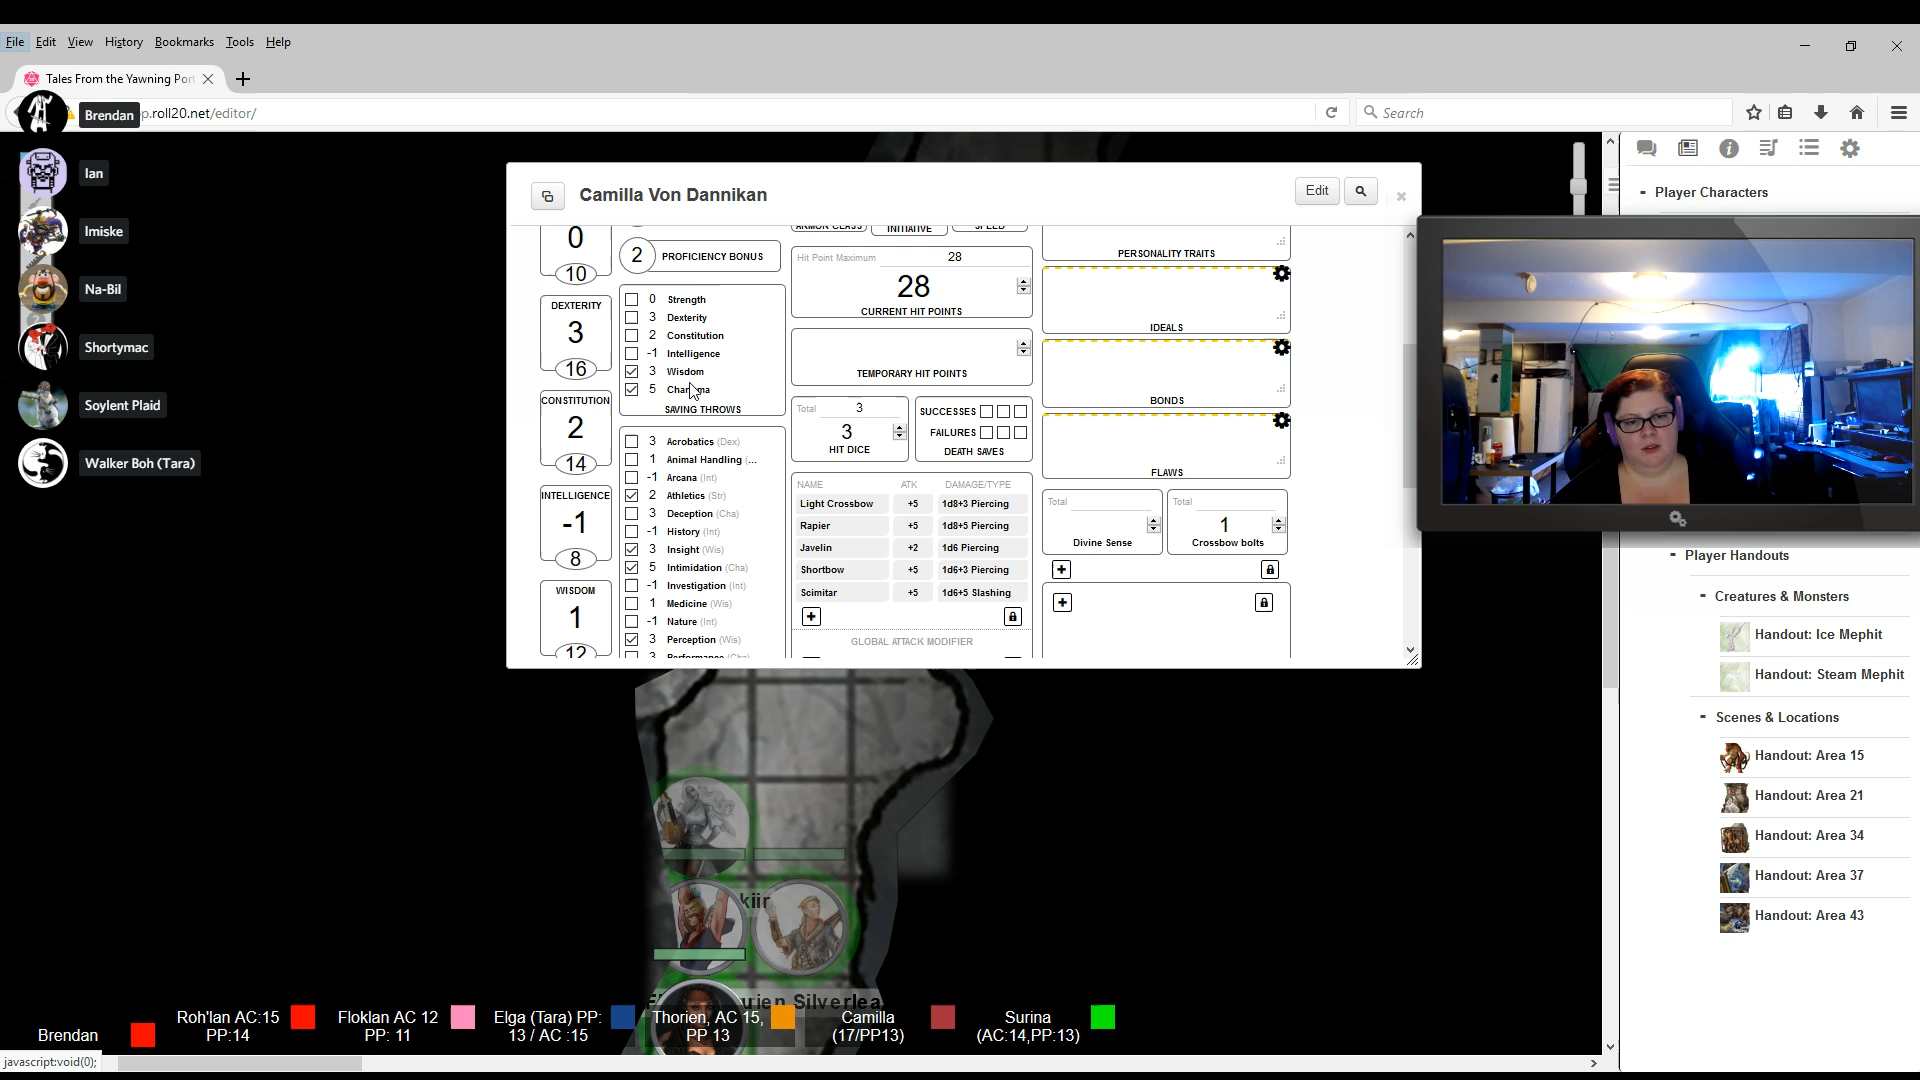 File Edit View History Bookmarks Tools Help
Tales From the Yawning Port
p.roll20.net/editor/
Search
Brendan
Ian
Imiske
Na-Bil
Shortymac
Soylent Plaid
Walker Boh (Tara)
Camilla Von Dannikan
Edit
0
10
DEXTERITY
3
16
CONSTITUTION
2
14
INTELLIGENCE
-1
8
WISDOM
1
12
2 PROFICIENCY BONUS
0 Strength
3 Dexterity
2 Constitution
-1 Intelligence
3 Wisdom
5 Charisma
SAVING THROWS
3 Acrobatics (Dex)
1 Animal Handling (...
-1 Arcana (Int)
2 Athletics (Str)
3 Deception (Cha)
-1 History (Int)
3 Insight (Wis)
5 Intimidation (Cha)
-1 Investigation (Int)
1 Medicine (Wis)
-1 Nature (Int)
3 Perception (Wis)
3 Performance (Cha)
ARMOR CLASS INITIATIVE SPEED
Hit Point Maximum 28
28
CURRENT HIT POINTS
TEMPORARY HIT POINTS
Total 3
3
HIT DICE
SUCCESSES
FAILURES
DEATH SAVES
NAME ATK DAMAGE/TYPE
Light Crossbow +5 1d8+3 Piercing
Rapier +5 1d8+5 Piercing
Javelin +2 1d6 Piercing
Shortbow +5 1d6+3 Piercing
Scimitar +5 1d6+5 Slashing
GLOBAL ATTACK MODIFIER
PERSONALITY TRAITS
IDEALS
BONDS
FLAWS
Total
Divine Sense
Total
1
Crossbow bolts
- Player Characters
- Player Handouts
- Creatures & Monsters
Handout: Ice Mephit
Handout: Steam Mephit
- Scenes & Locations
Handout: Area 15
Handout: Area 21
Handout: Area 34
Handout: Area 37
Handout: Area 43
kiir
rien Silverlea
Brendan
Roh'lan AC:15
PP:14
Floklan AC 12
PP: 11
Elga (Tara) PP:
13 / AC :15
Thorien, AC 15,
PP 13
Camilla
(17/PP13)
Surina
(AC:14,PP:13)
javascript:void(0);